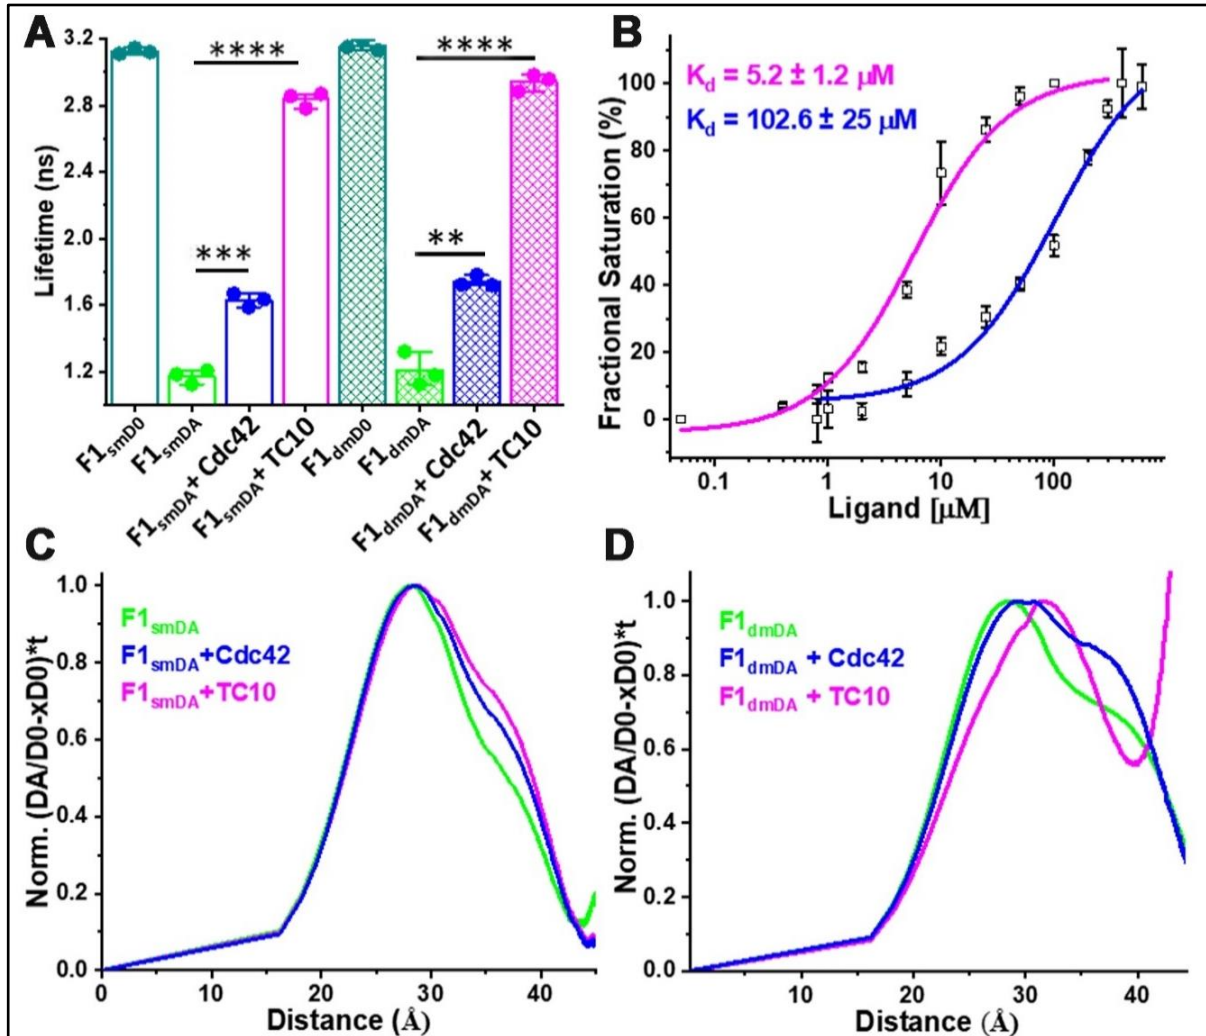 A
3.2
2.8
2.4
2.0
1.6
1.2
Lifetime (ns)
****
****
***
**
F1smD0
F1smDA
F1smDA+ Cdc42
F1smDA+ TC10
F1dmD0
F1dmDA
F1dmDA+ Cdc42
F1dmDA+ TC10
B
Kd = 5.2 ± 1.2 μM
Kd = 102.6 ± 25 μM
100
80
60
40
20
0
Fractional Saturation (%)
0.1 1 10 100
Ligand [μM]
C
F1smDA
F1smDA+Cdc42
F1smDA+TC10
1.0
0.8
0.6
0.4
0.2
0.0
Norm. (DA/D0-xD0)*t
0 10 20 30 40
Distance (Å)
D
F1dmDA
F1dmDA + Cdc42
F1dmDA + TC10
1.0
0.8
0.6
0.4
0.2
0.0
Norm. (DA/D0-xD0)*t
10 20 30 40
Distance (Å)